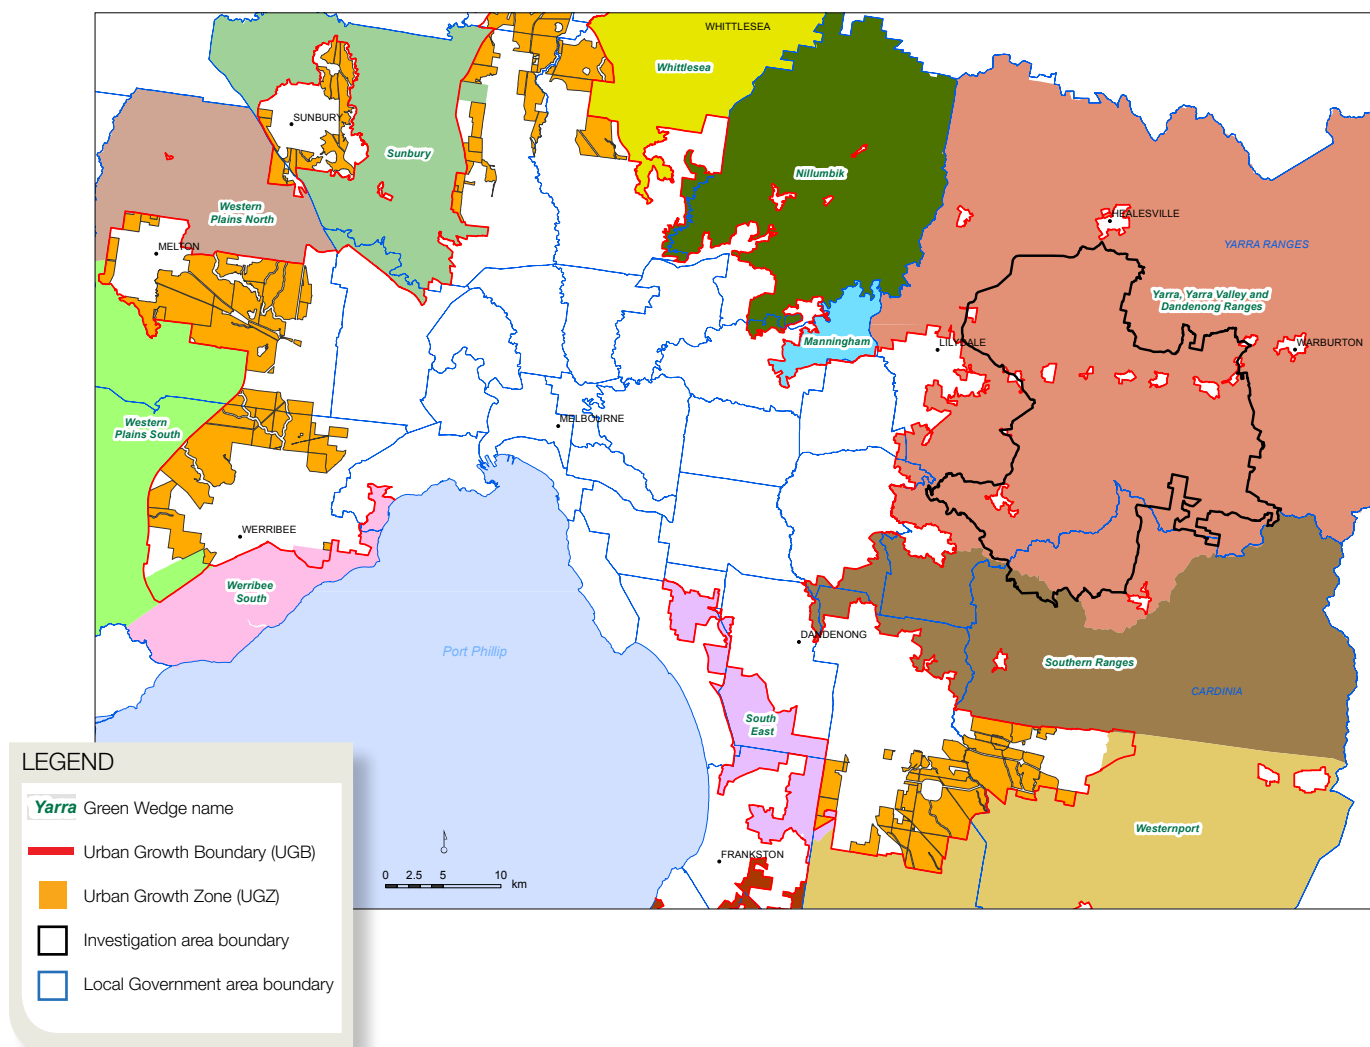 WHITTLESEA
Whittlesea
SUNBURY
Sunbury
Nillumbik
Western
Plains North
HEALESVILLE
YARRA RANGES
MELTON
Yarra, Yarra Valley and
Dandenong Ranges
Manningham
LILYDALE
WARBURTON
Western
Plains South
MELBOURNE
WERRIBEE
Werribee
South
DANDENONG
Port Phillip
Southern Ranges
CARDINIA
South
East
Westernport
FRANKSTON
0 2.5 5 10
km
LEGEND
Yarra Green Wedge name
Urban Growth Boundary (UGB)
Urban Growth Zone (UGZ)
Investigation area boundary
Local Government area boundary